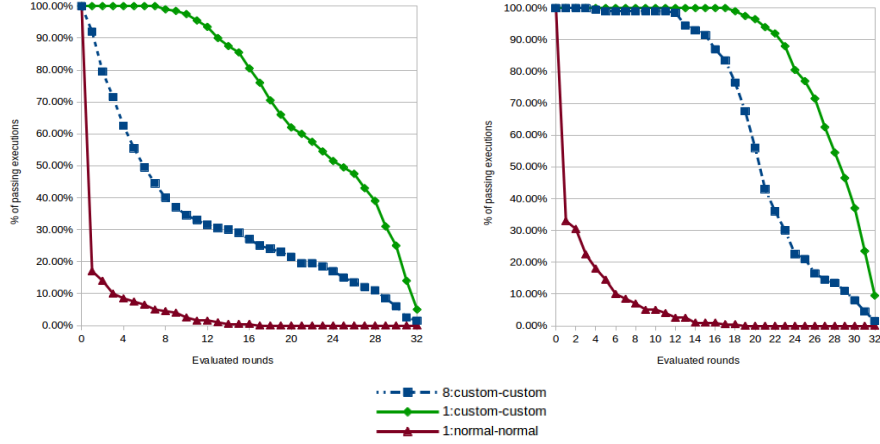 100.00%
90.00%
80.00%
70.00%
60.00%
50.00%
40.00%
30.00%
20.00%
10.00%
0.00%
% of passing executions
0 4 8 12 16 20 24 28 32
Evaluated rounds
100.00%
90.00%
80.00%
70.00%
60.00%
50.00%
40.00%
30.00%
20.00%
10.00%
0.00%
% of passing executions
0 2 4 6 8 10 12 14 16 18 20 22 24 26 28 30 32
Evaluated rounds
8:custom-custom
1:custom-custom
1:normal-normal